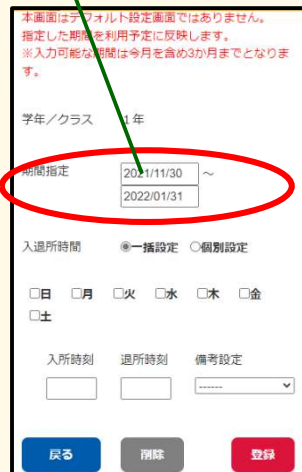 本画面はデフォルト設定画面ではありません。
指定した期間を利用予定に反映します。
※入力可能な期間は今月を含め3か月までとなりま
す。
学年／クラス 1年
期間指定 2021/11/30 ～
2022/01/31
入退所時間 ◉一括設定 ○個別設定
□日 □月 □火 □水 □木 □金
□土
入所時刻 退所時刻 備考設定
------
戻る 削除 登録